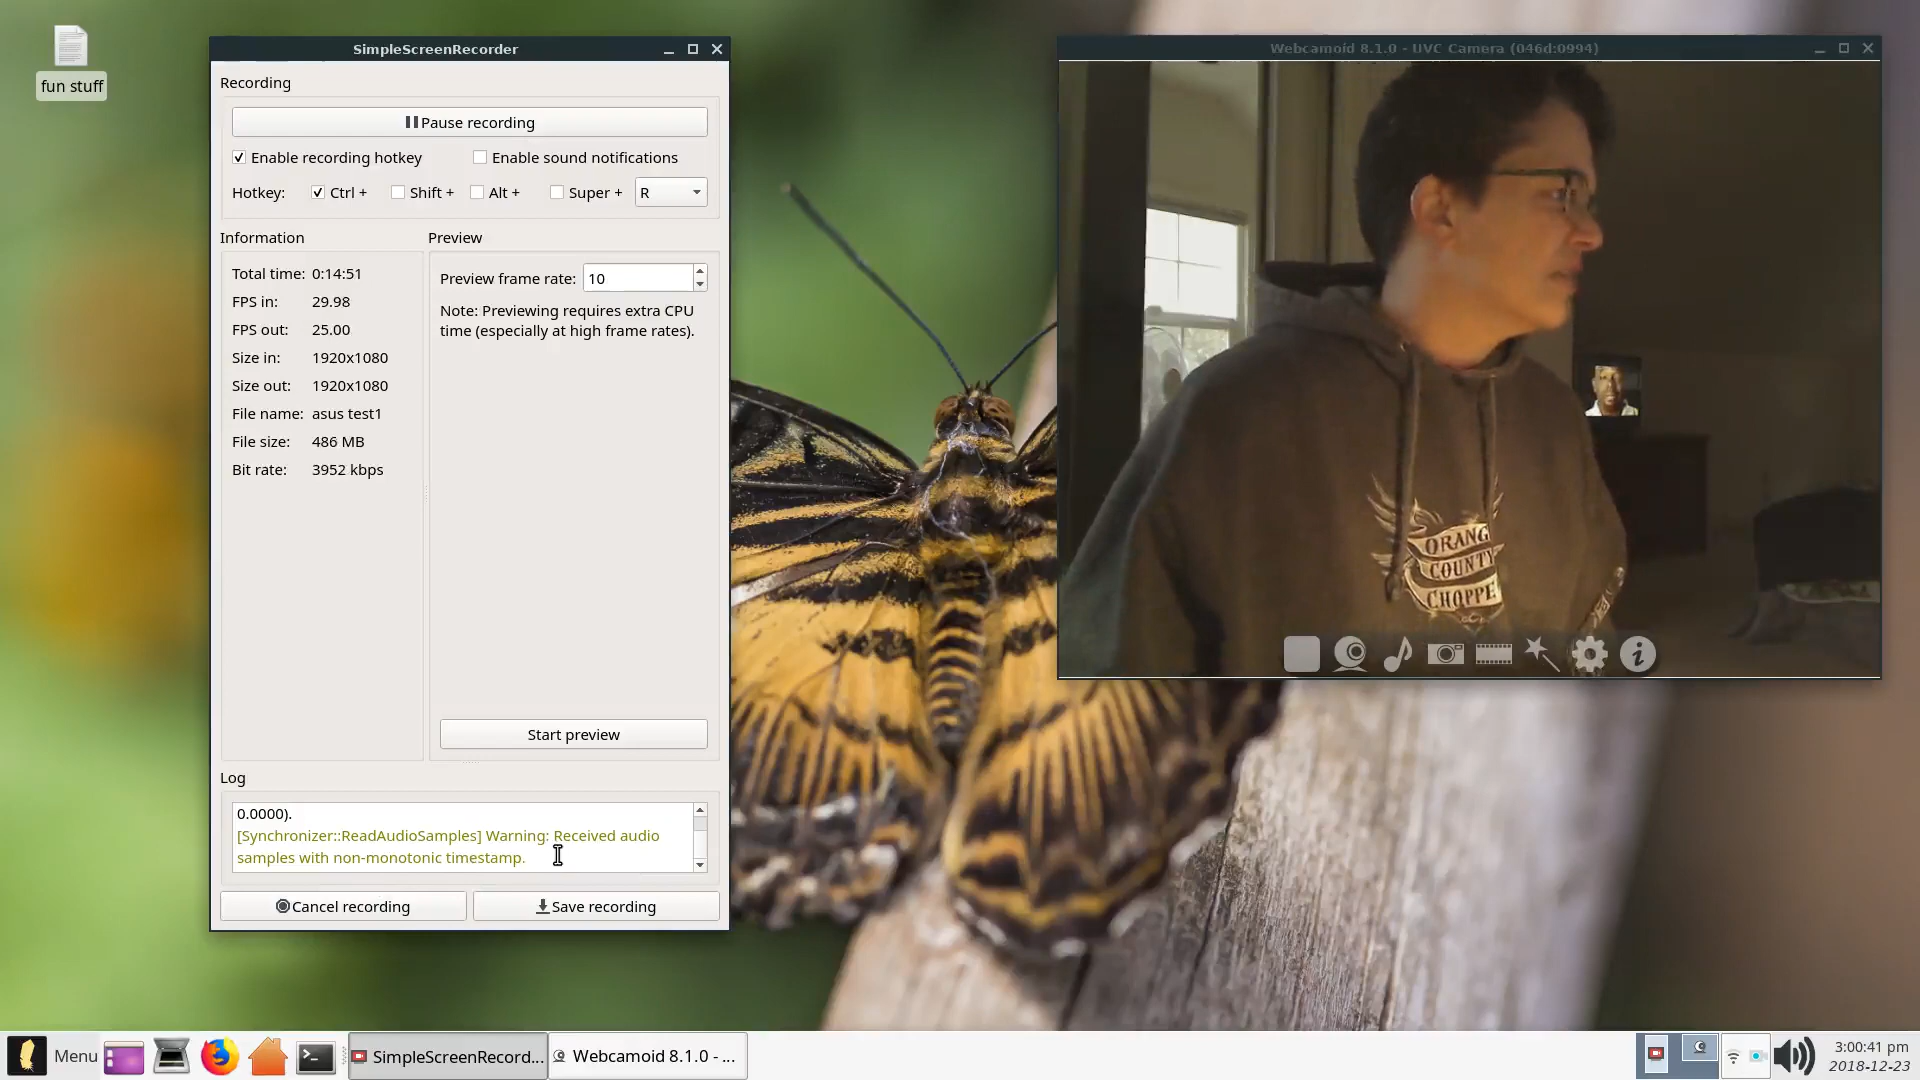 fun stuff
SimpleScreenRecorder
Recording
Pause recording
Enable recording hotkey
Enable sound notifications
Hotkey: Ctrl + Shift + Alt + Super + R
Information
Total time: 0:14:51
FPS in: 29.98
FPS out: 25.00
Size in: 1920x1080
Size out: 1920x1080
File name: asus test1
File size: 486 MB
Bit rate: 3952 kbps
Preview
Preview frame rate: 10
Note: Previewing requires extra CPU
time (especially at high frame rates).
Start preview
Log
0.0000).
[Synchronizer::ReadAudioSamples] Warning: Received audio
samples with non-monotonic timestamp.
Cancel recording
Save recording
Webcamoid 8.1.0 - UVC Camera (046d:0994)
ORANG
COUNTY
CHOPPE
Menu
SimpleScreenRecord...
Webcamoid 8.1.0 - ...
3:00:41 pm
2018-12-23